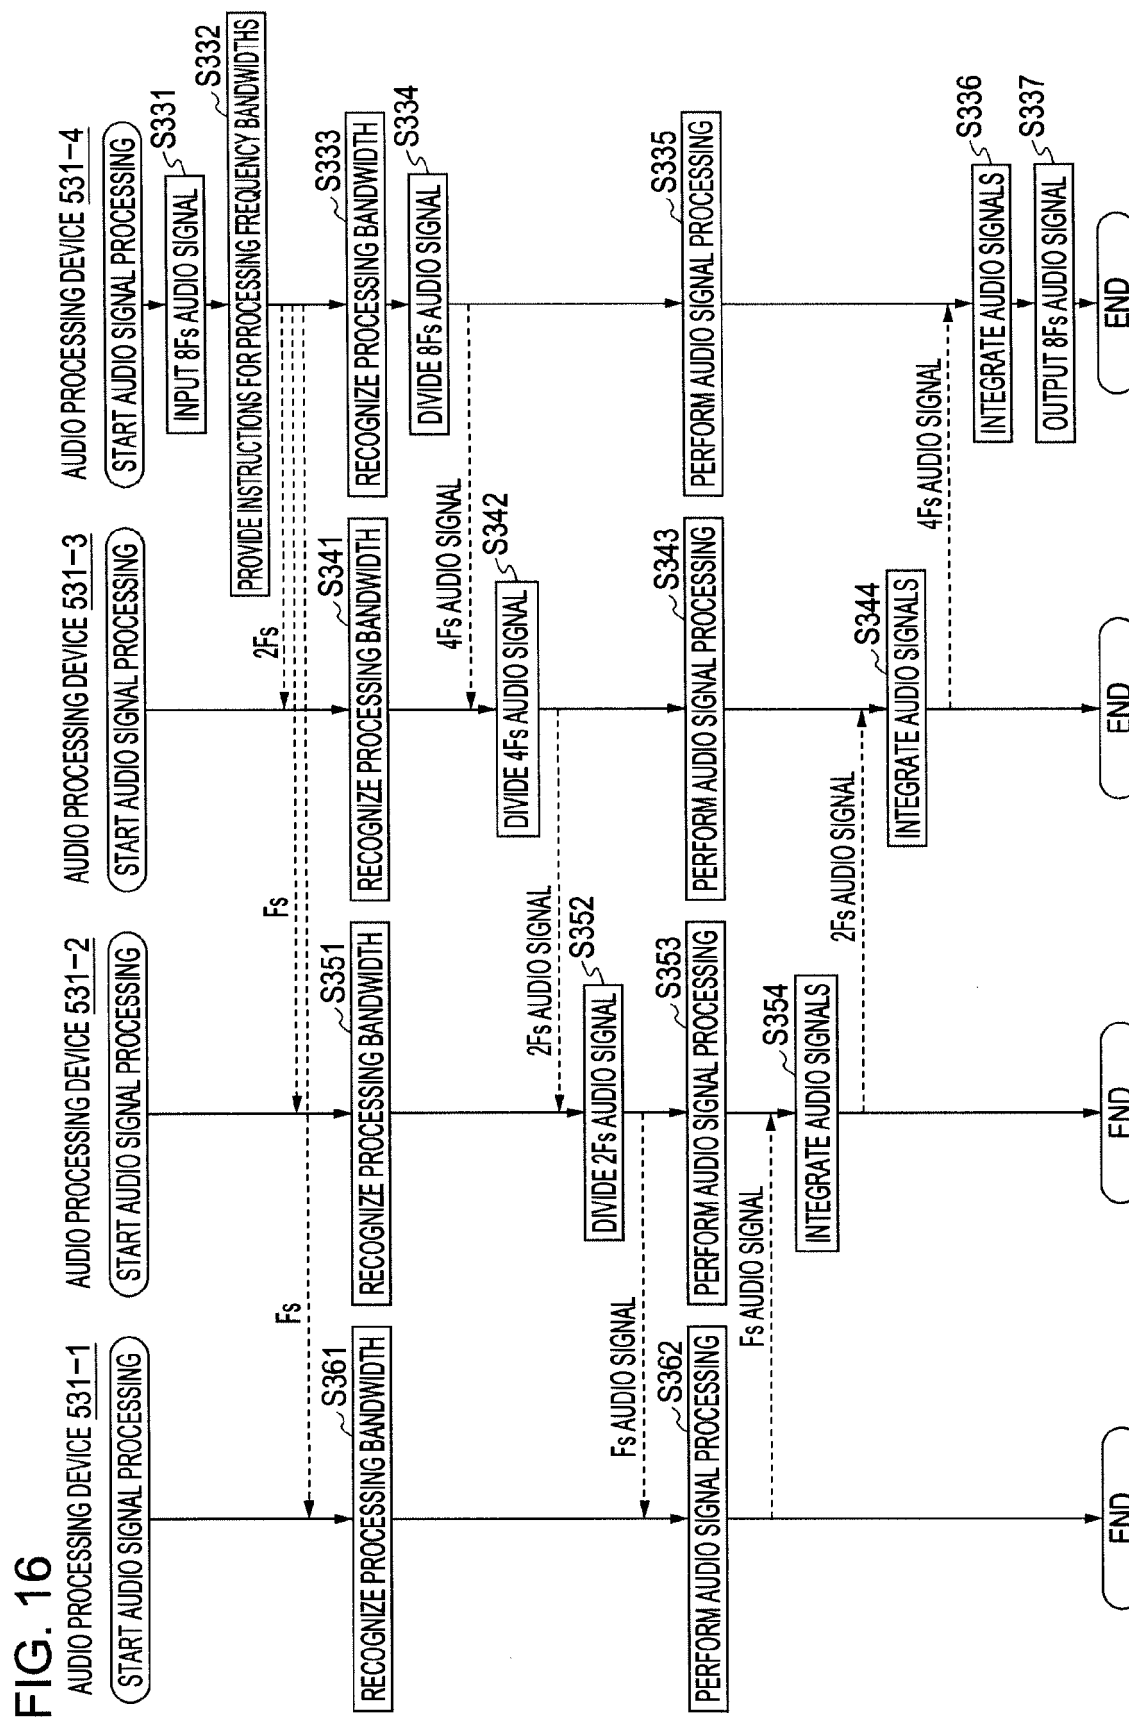 FIG. 16
AUDIO PROCESSING DEVICE 531-1
START AUDIO SIGNAL PROCESSING
Fs
S361
RECOGNIZE PROCESSING BANDWIDTH
Fs AUDIO SIGNAL
S362
PERFORM AUDIO SIGNAL PROCESSING
Fs AUDIO SIGNAL
END
AUDIO PROCESSING DEVICE 531-2
START AUDIO SIGNAL PROCESSING
Fs
S351
RECOGNIZE PROCESSING BANDWIDTH
2Fs AUDIO SIGNAL
S352
DIVIDE 2Fs AUDIO SIGNAL
S353
PERFORM AUDIO SIGNAL PROCESSING
S354
INTEGRATE AUDIO SIGNALS
2Fs AUDIO SIGNAL
END
AUDIO PROCESSING DEVICE 531-3
START AUDIO SIGNAL PROCESSING
2Fs
S341
RECOGNIZE PROCESSING BANDWIDTH
4Fs AUDIO SIGNAL
S342
DIVIDE 4Fs AUDIO SIGNAL
S343
PERFORM AUDIO SIGNAL PROCESSING
S344
INTEGRATE AUDIO SIGNALS
4Fs AUDIO SIGNAL
END
AUDIO PROCESSING DEVICE 531-4
START AUDIO SIGNAL PROCESSING
S331
INPUT 8Fs AUDIO SIGNAL
S332
PROVIDE INSTRUCTIONS FOR PROCESSING FREQUENCY BANDWIDTHS
S333
RECOGNIZE PROCESSING BANDWIDTH
S334
DIVIDE 8Fs AUDIO SIGNAL
S335
PERFORM AUDIO SIGNAL PROCESSING
S336
INTEGRATE AUDIO SIGNALS
S337
OUTPUT 8Fs AUDIO SIGNAL
END